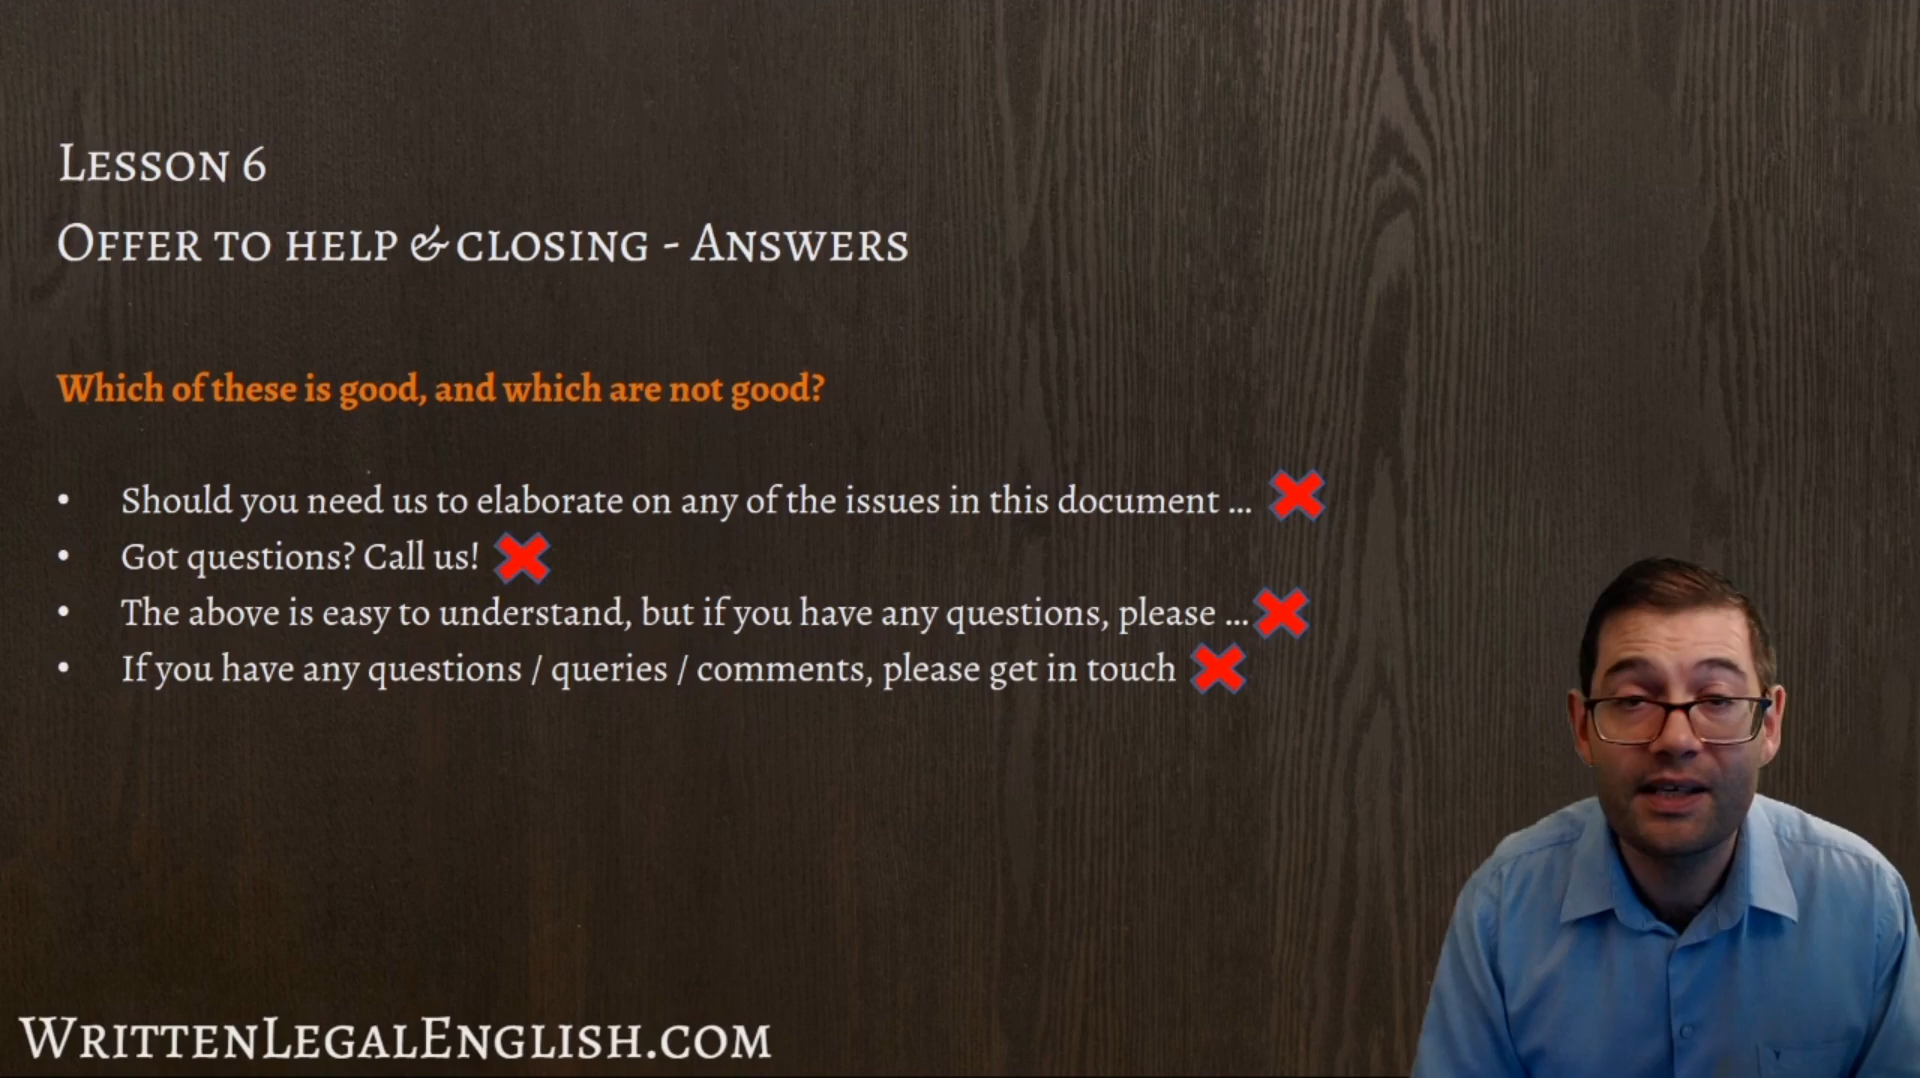 Lesson 6
Offer to help & closing - Answers
Which of these is good, and which are not good?
• Should you need us to elaborate on any of the issues in this document ...
• Got questions? Call us!
• The above is easy to understand, but if you have any questions, please ...
• If you have any questions / queries / comments, please get in touch
WrittenLegalEnglish.com